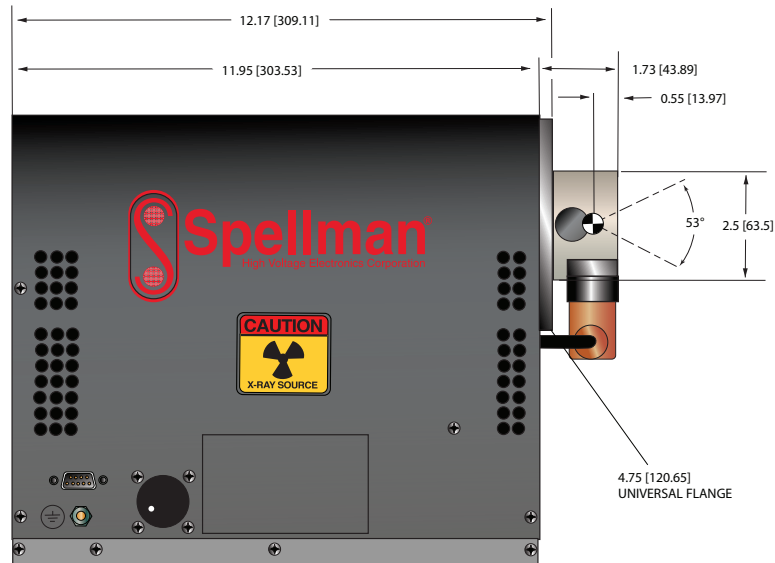 12.17 [309.11]
11.95 [303.53]
1.73 [43.89]
0.55 [13.97]
Spellman®
High Voltage Electronics Corporation
53°
2.5 [63.5]
CAUTION
X-RAY SOURCE
4.75 [120.65]
UNIVERSAL FLANGE